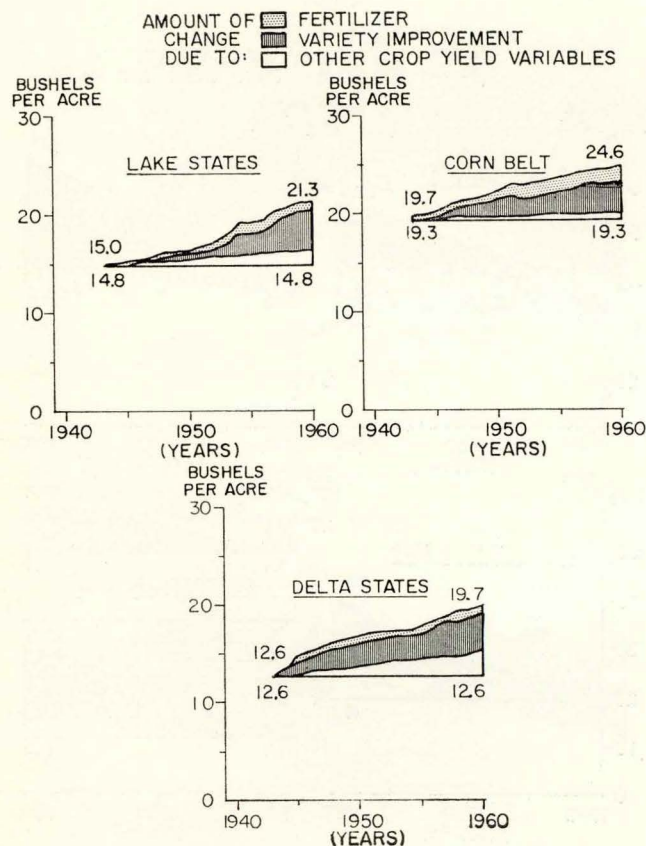 AMOUNT OF FERTILIZER
CHANGE VARIETY IMPROVEMENT
DUE TO: OTHER CROP YIELD VARIABLES
BUSHELS
PER ACRE
30
20
10
0
LAKE STATES
21.3
15.0
14.8
14.8
1940
1950
1960
(YEARS)
BUSHELS
PER ACRE
30
20
10
0
CORN BELT
24.6
19.7
19.3
19.3
1940
1950
1960
(YEARS)
BUSHELS
PER ACRE
30
20
10
0
DELTA STATES
19.7
12.6
12.6
12.6
1940
1950
1960
(YEARS)